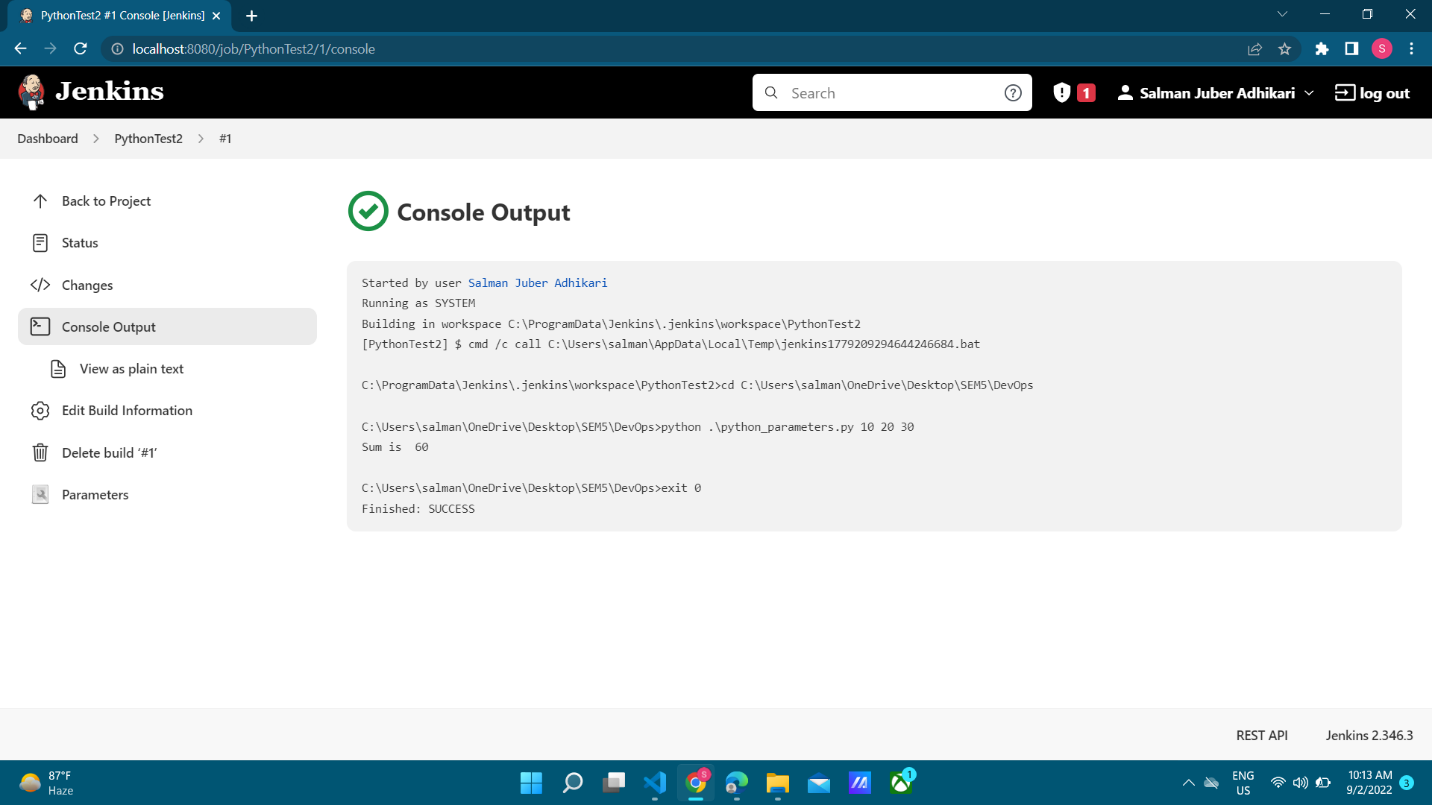 PythonTest2 #1 Console [Jenkins]
localhost:8080/job/PythonTest2/1/console
S
Jenkins
Search
1
Salman Juber Adhikari
log out
Dashboard
PythonTest2
#1
Back to Project
Status
Changes
Console Output
View as plain text
Edit Build Information
Delete build ‘#1’
Parameters
Console Output
Started by user Salman Juber Adhikari
Running as SYSTEM
Building in workspace C:\ProgramData\Jenkins\.jenkins\workspace\PythonTest2
[PythonTest2] $ cmd /c call C:\Users\salman\AppData\Local\Temp\jenkins1779209294644246684.bat
C:\ProgramData\Jenkins\.jenkins\workspace\PythonTest2>cd C:\Users\salman\OneDrive\Desktop\SEM5\DevOps
C:\Users\salman\OneDrive\Desktop\SEM5\DevOps>python .\python_parameters.py 10 20 30
Sum is  60
C:\Users\salman\OneDrive\Desktop\SEM5\DevOps>exit 0
Finished: SUCCESS
REST API
Jenkins 2.346.3
87°F
Haze
S
1
ENG
US
10:13 AM
9/2/2022
3